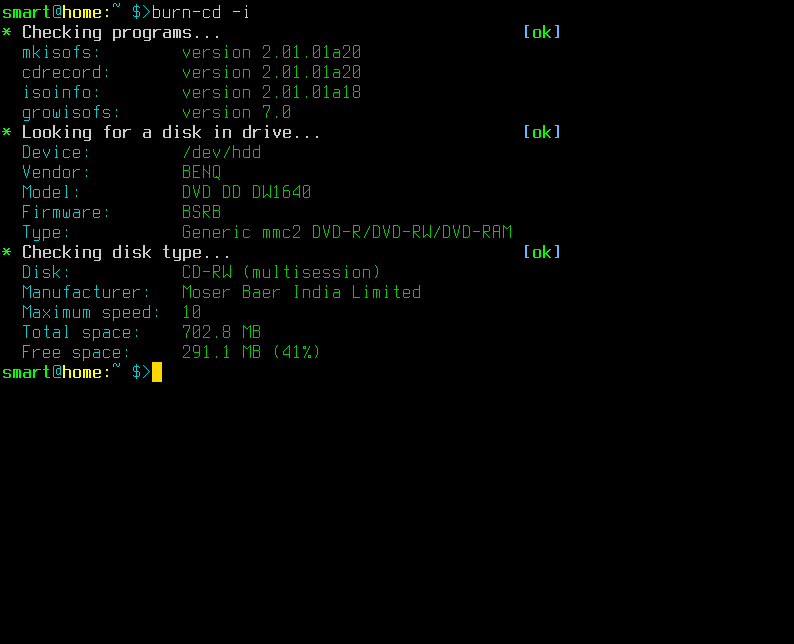 smart@home:~ $>burn-cd -i
* Checking programs... [ok]
mkisofs: version 2.01.01a20
cdrecord: version 2.01.01a20
isoinfo: version 2.01.01a18
growisofs: version 7.0
* Looking for a disk in drive... [ok]
Device: /dev/hdd
Vendor: BENQ
Model: DVD DD DW1640
Firmware: BSRB
Type: Generic mmc2 DVD-R/DVD-RW/DVD-RAM
* Checking disk type... [ok]
Disk: CD-RW (multisession)
Manufacturer: Moser Baer India Limited
Maximum speed: 10
Total space: 702.8 MB
Free space: 291.1 MB (41%)
smart@home:~ $>